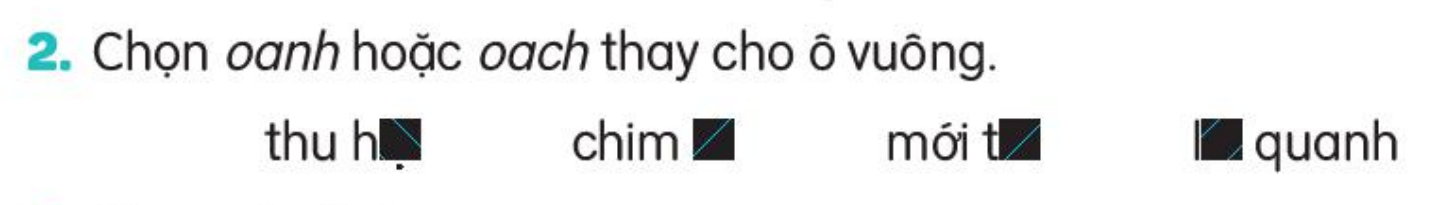 2. Chọn oanh hoặc oach thay cho ô vuông.
thu h■̣ chim ■ mới t■ l■ quanh